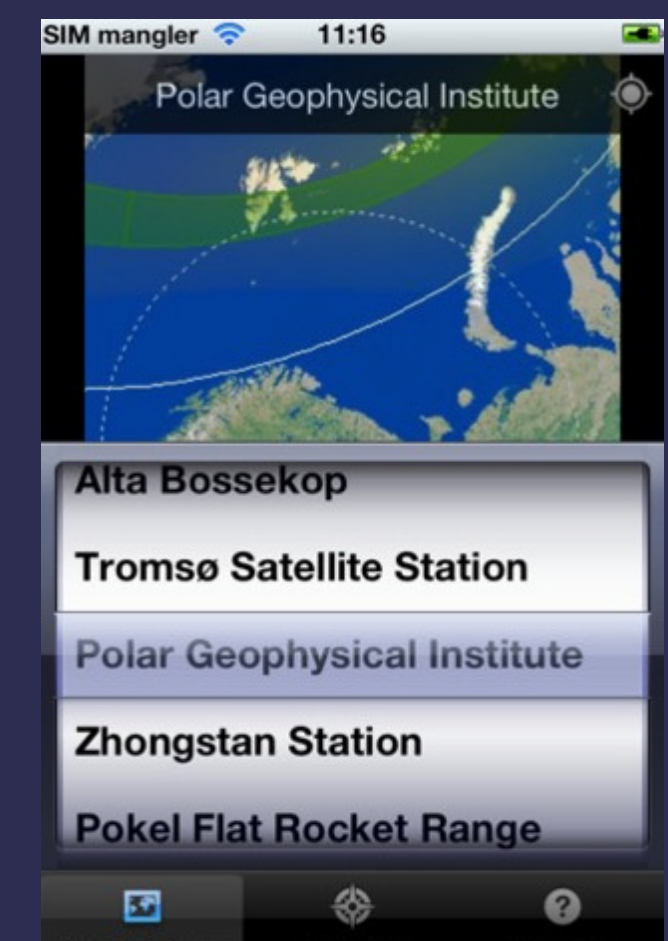 SIM mangler 11:16
Polar Geophysical Institute
Alta Bossekop
Tromsø Satellite Station
Polar Geophysical Institute
Zhongstan Station
Pokel Flat Rocket Range
?